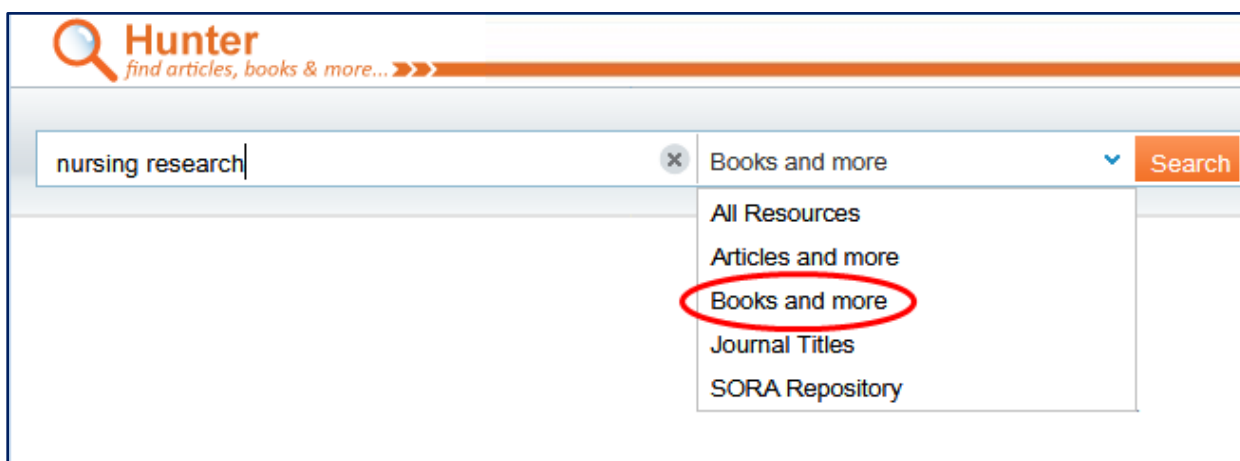 Hunter
find articles, books & more...
nursing research
Books and more
Search
All Resources
Articles and more
Books and more
Journal Titles
SORA Repository